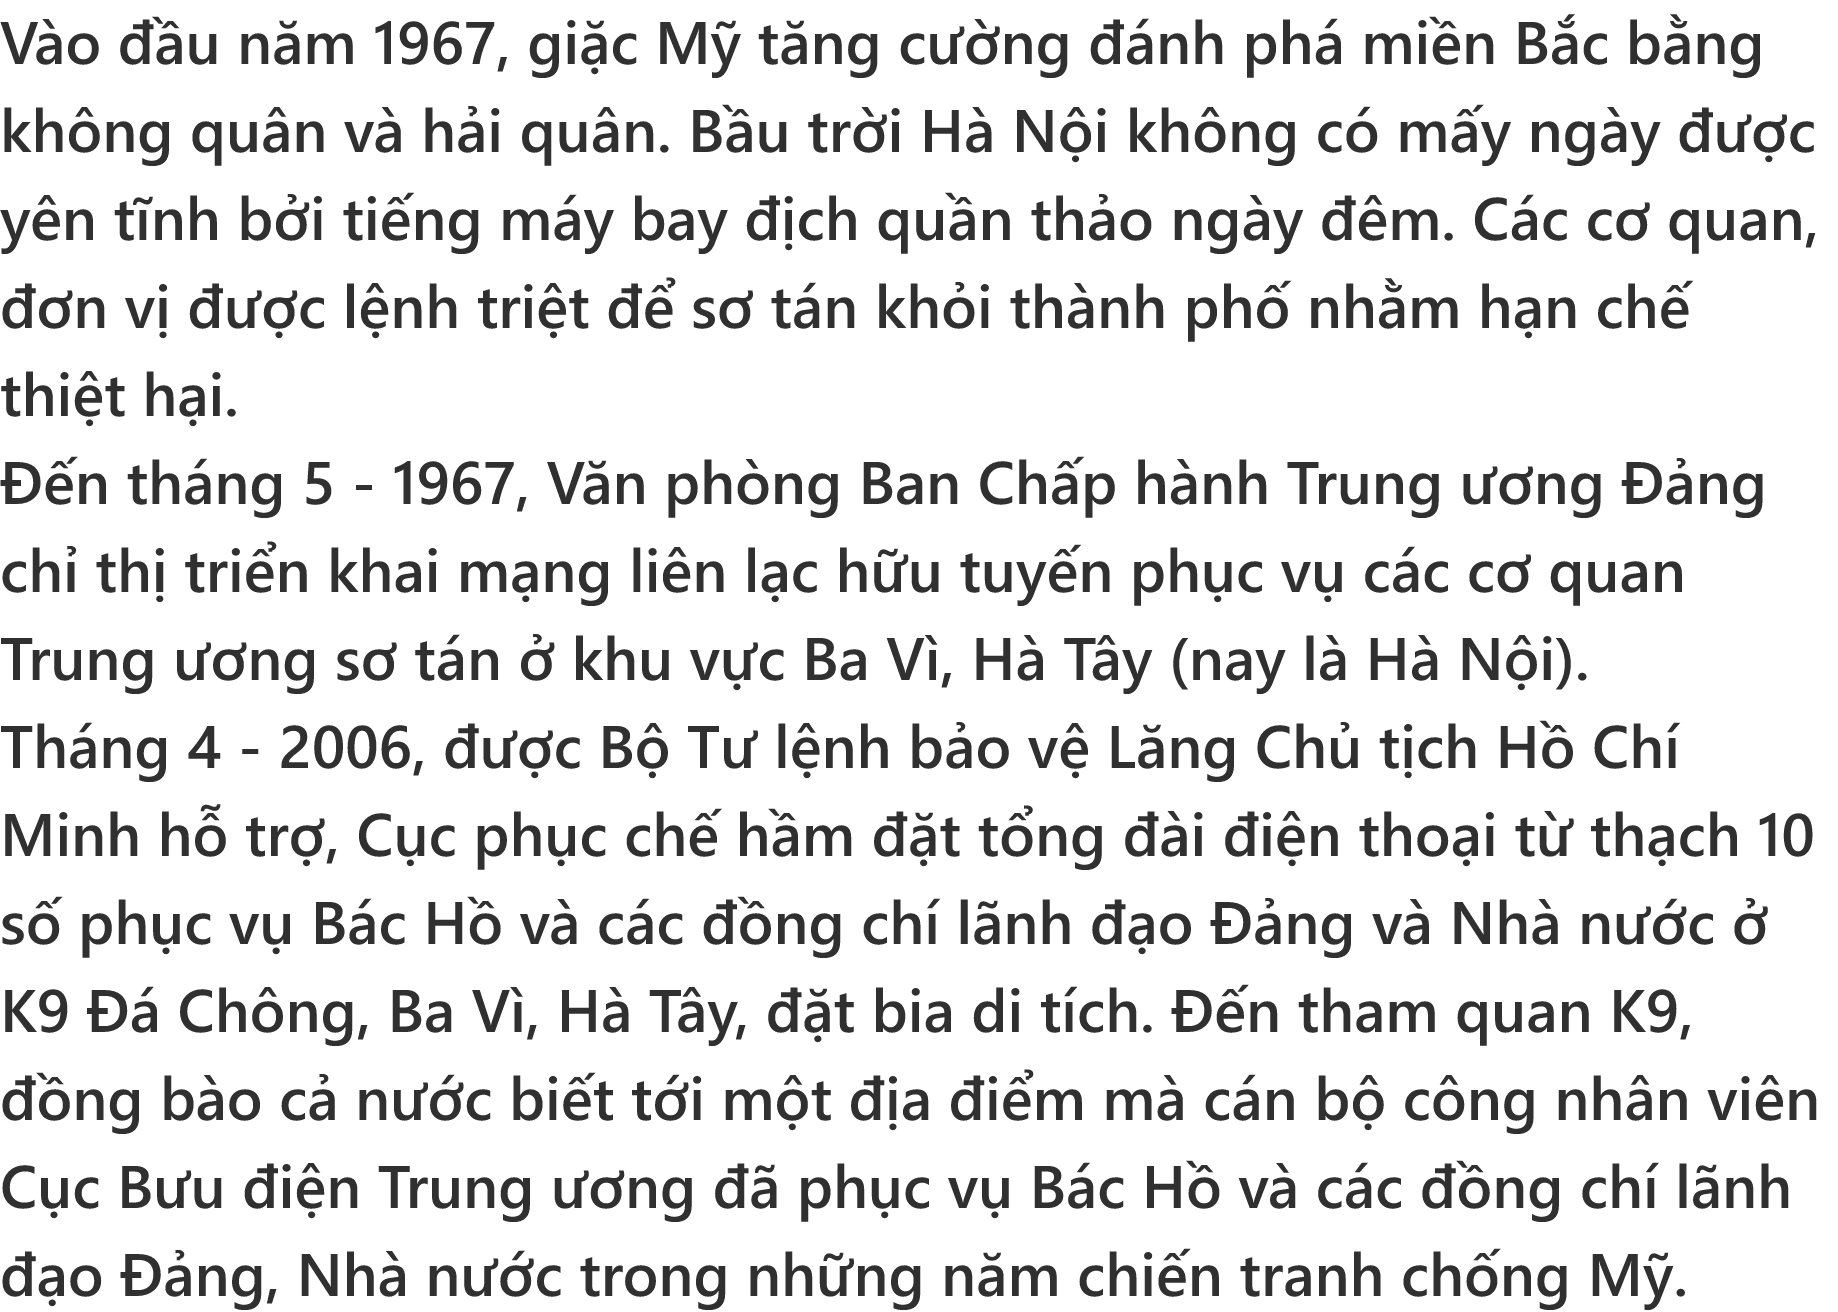 Vào đầu năm 1967, giặc Mỹ tăng cường đánh phá miền Bắc bằng
không quân và hải quân. Bầu trời Hà Nội không có mấy ngày được
yên tĩnh bởi tiếng máy bay địch quần thảo ngày đêm. Các cơ quan,
đơn vị được lệnh triệt để sơ tán khỏi thành phố nhằm hạn chế
thiệt hại.
Đến tháng 5 - 1967, Văn phòng Ban Chấp hành Trung ương Đảng
chỉ thị triển khai mạng liên lạc hữu tuyến phục vụ các cơ quan
Trung ương sơ tán ở khu vực Ba Vì, Hà Tây (nay là Hà Nội).
Tháng 4 - 2006, được Bộ Tư lệnh bảo vệ Lăng Chủ tịch Hồ Chí
Minh hỗ trợ, Cục phục chế hầm đặt tổng đài điện thoại từ thạch 10
số phục vụ Bác Hồ và các đồng chí lãnh đạo Đảng và Nhà nước ở
K9 Đá Chông, Ba Vì, Hà Tây, đặt bia di tích. Đến tham quan K9,
đồng bào cả nước biết tới một địa điểm mà cán bộ công nhân viên
Cục Bưu điện Trung ương đã phục vụ Bác Hồ và các đồng chí lãnh
đạo Đảng, Nhà nước trong những năm chiến tranh chống Mỹ.